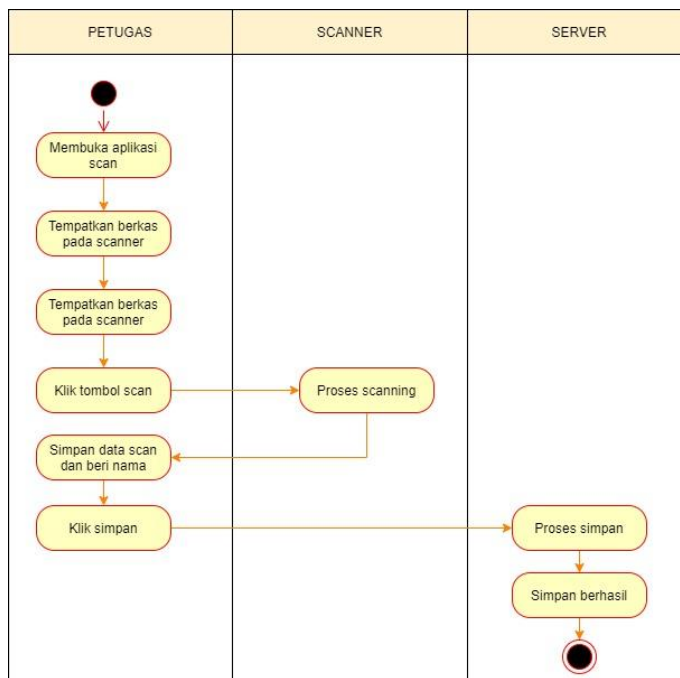 PETUGAS
SCANNER
SERVER
Membuka aplikasi
scan
Tempatkan berkas
pada scanner
Tempatkan berkas
pada scanner
Klik tombol scan
Proses scanning
Simpan data scan
dan beri nama
Klik simpan
Proses simpan
Simpan berhasil